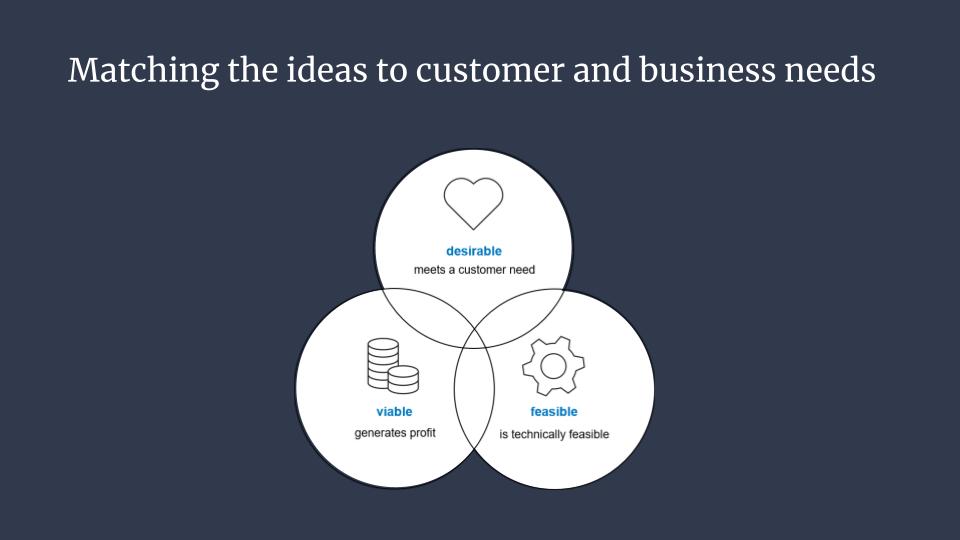 Matching the ideas to customer and business needs
desirable
meets a customer need
viable
generates profit
feasible
is technically feasible